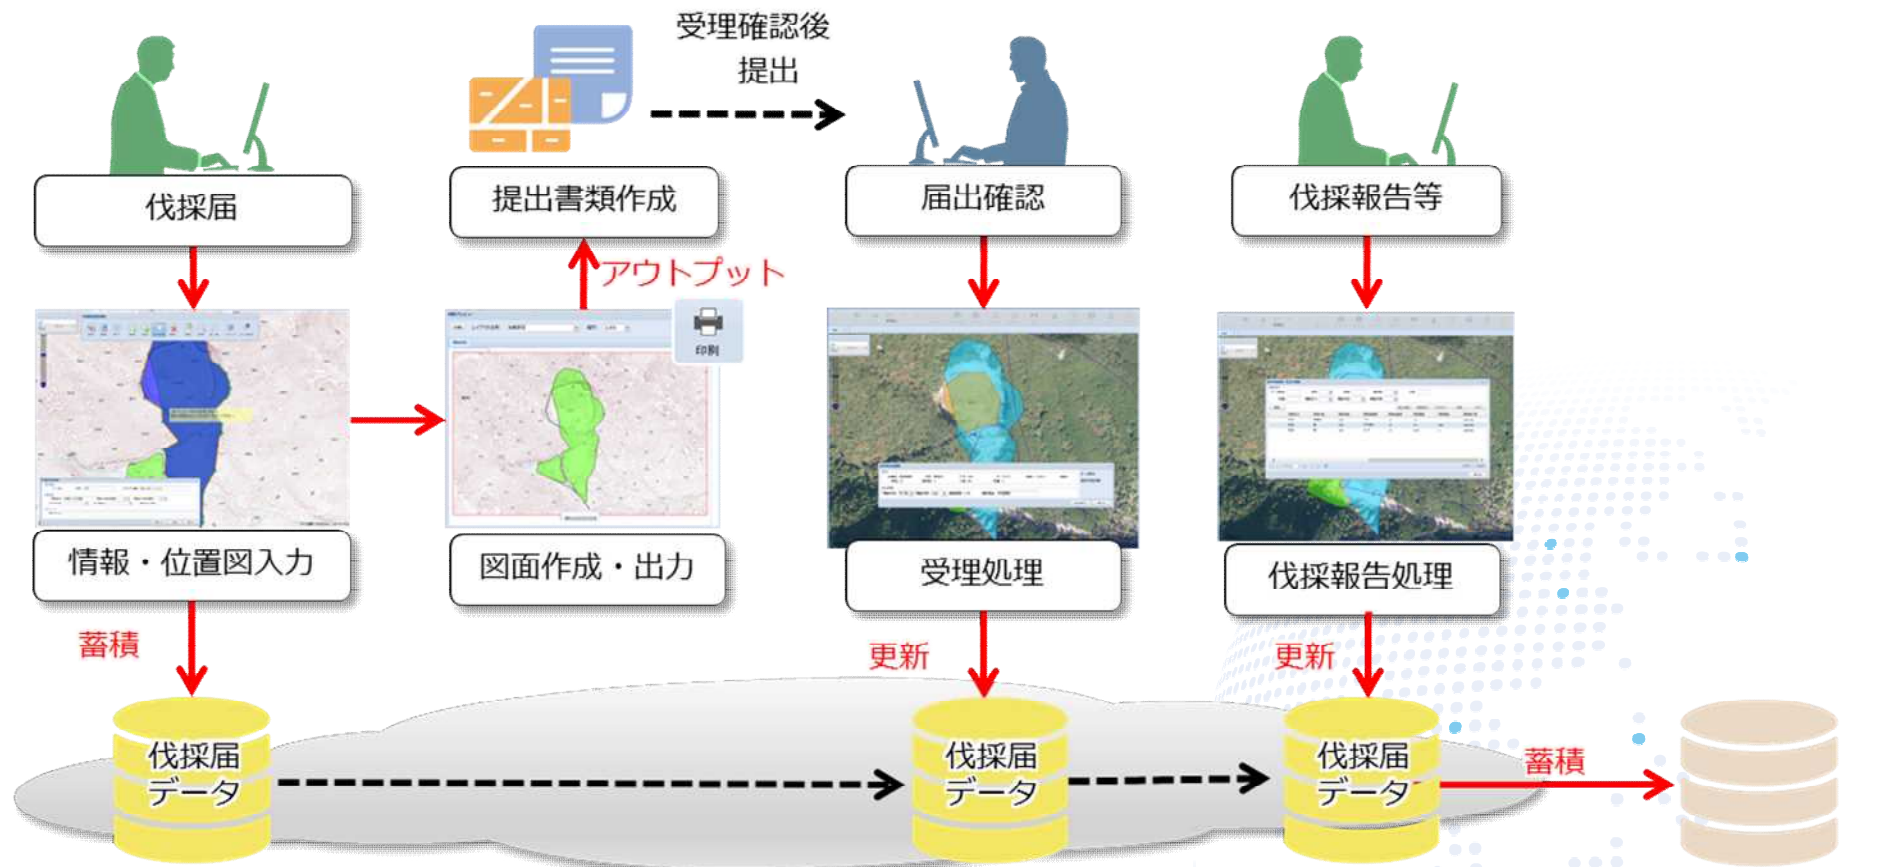 受理確認後
提出
伐採届
提出書類作成
届出確認
伐採報告等
アウトプット
印刷
情報・位置図入力
図面作成・出力
受理処理
伐採報告処理
蓄積
更新
更新
伐採届
データ
伐採届
データ
伐採届
データ
蓄積